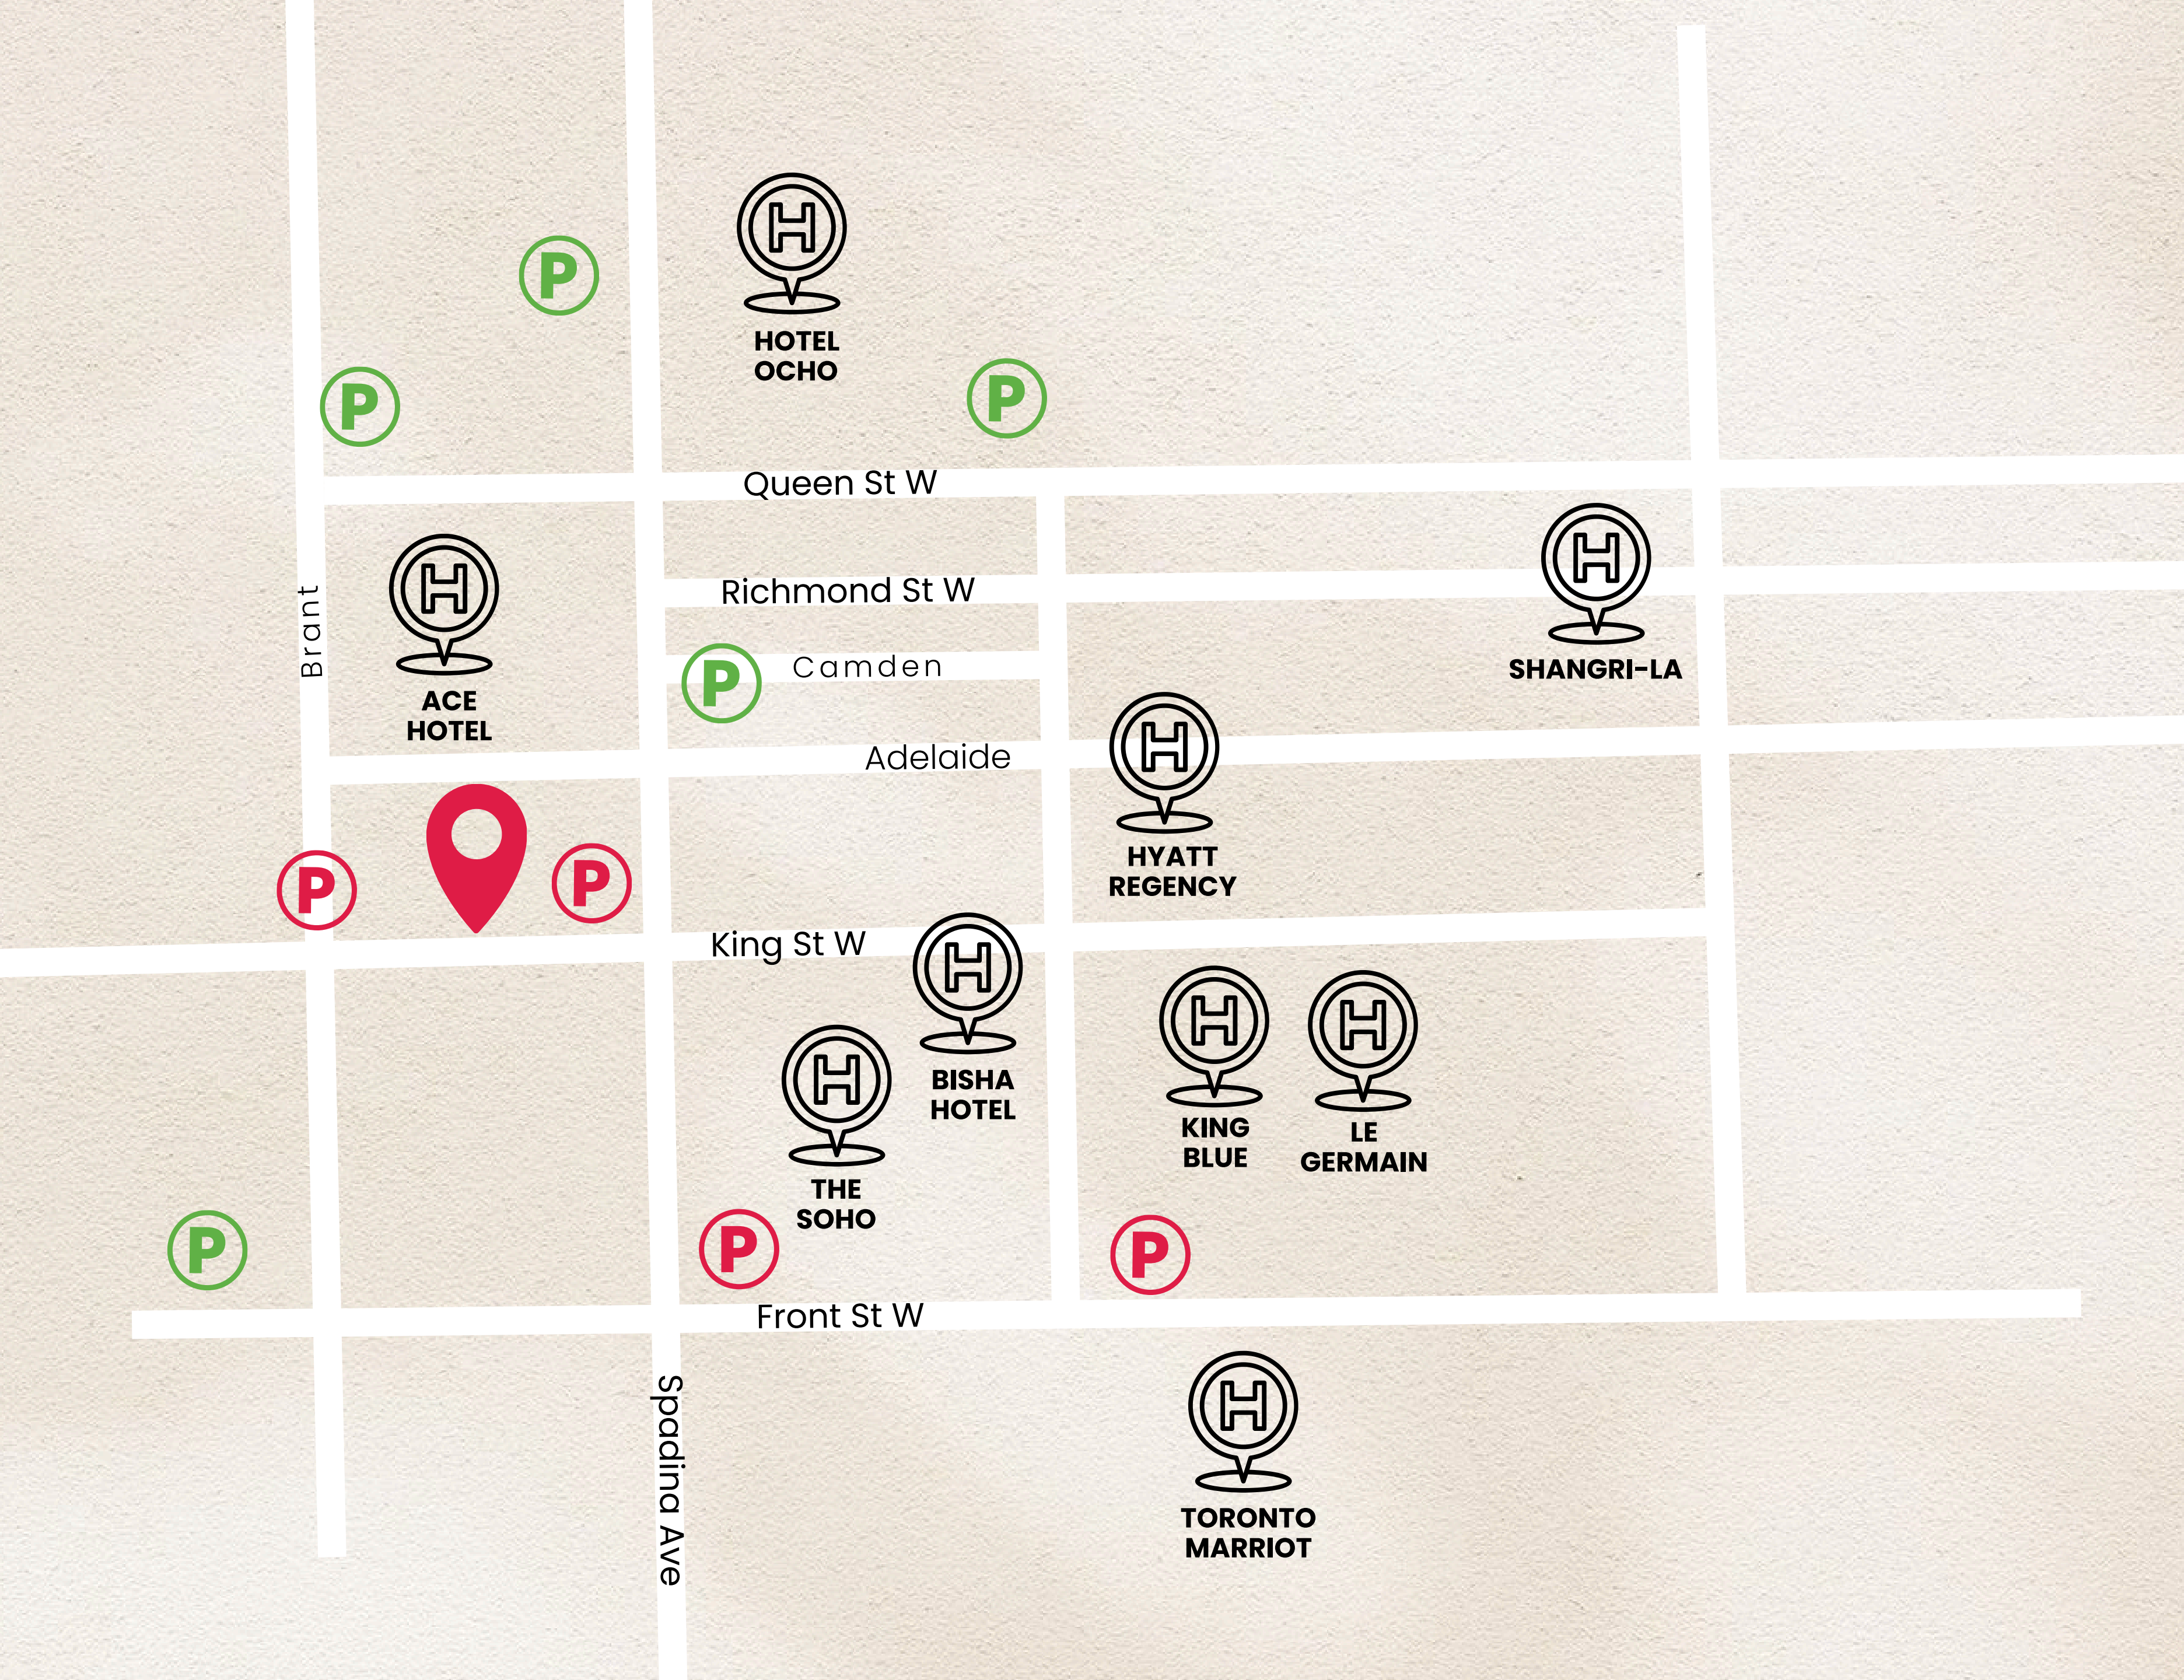 P
H
HOTEL
OCHO
P
P
Queen St W
H
ACE
HOTEL
Brant
Richmond St W
H
SHANGRI-LA
P
Camden
Adelaide
H
HYATT
REGENCY
P
P
King St W
H
BISHA
HOTEL
H
THE
SOHO
H
KING
BLUE
H
LE
GERMAIN
P
P
P
Front St W
Spadina Ave
H
TORONTO
MARRIOT